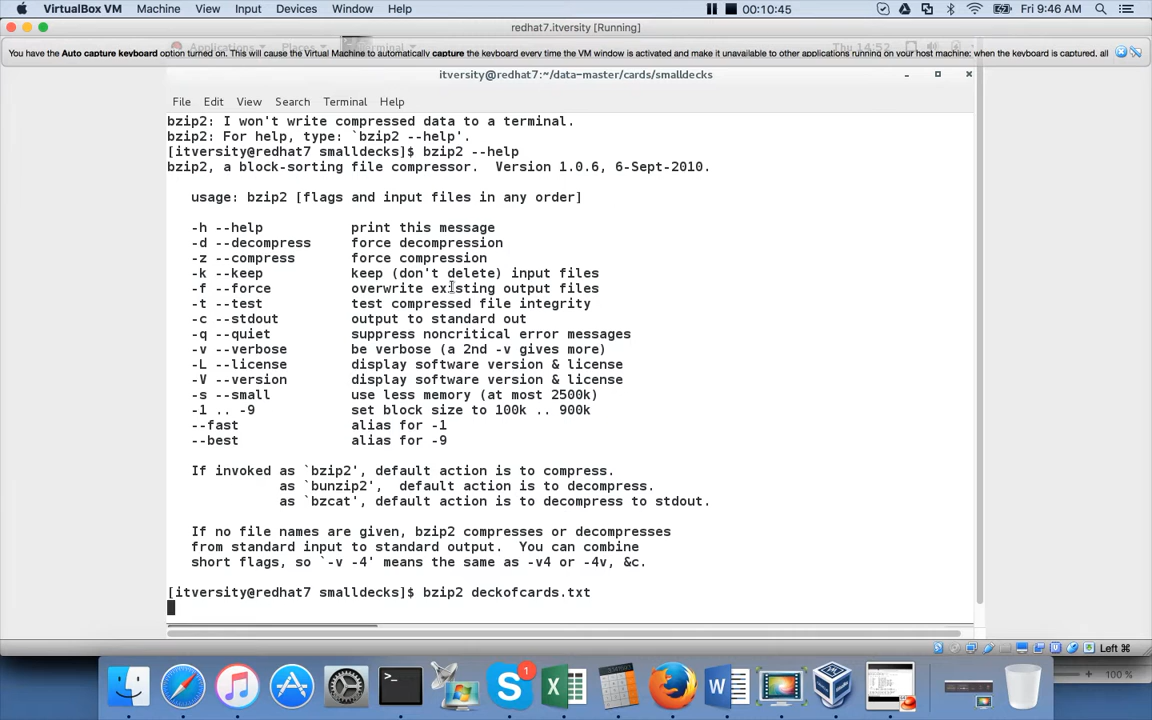 VirtualBox VM Machine View Input Devices Window Help 00:10:45 Fri 9:46 AM
redhat7.itversity [Running]
Applications Places Terminal Thu 14:52
You have the Auto capture keyboard option turned on. This will cause the Virtual Machine to automatically capture the keyboard every time the VM window is activated and make it unavailable to other applications running on your host machine: when the keyboard is captured, all
itversity@redhat7:~/data-master/cards/smalldecks
File Edit View Search Terminal Help
bzip2: I won't write compressed data to a terminal.
bzip2: For help, type: `bzip2 --help'.
[itversity@redhat7 smalldecks]$ bzip2 --help
bzip2, a block-sorting file compressor. Version 1.0.6, 6-Sept-2010.
usage: bzip2 [flags and input files in any order]
-h --help print this message
-d --decompress force decompression
-z --compress force compression
-k --keep keep (don't delete) input files
-f --force overwrite existing output files
-t --test test compressed file integrity
-c --stdout output to standard out
-q --quiet suppress noncritical error messages
-v --verbose be verbose (a 2nd -v gives more)
-L --license display software version & license
-V --version display software version & license
-s --small use less memory (at most 2500k)
-1 .. -9 set block size to 100k .. 900k
--fast alias for -1
--best alias for -9
If invoked as `bzip2', default action is to compress.
as `bunzip2', default action is to decompress.
as `bzcat', default action is to decompress to stdout.
If no file names are given, bzip2 compresses or decompresses
from standard input to standard output. You can combine
short flags, so `-v -4' means the same as -v4 or -4v, &c.
[itversity@redhat7 smalldecks]$ bzip2 deckofcards.txt
Left ⌘
1
100 %